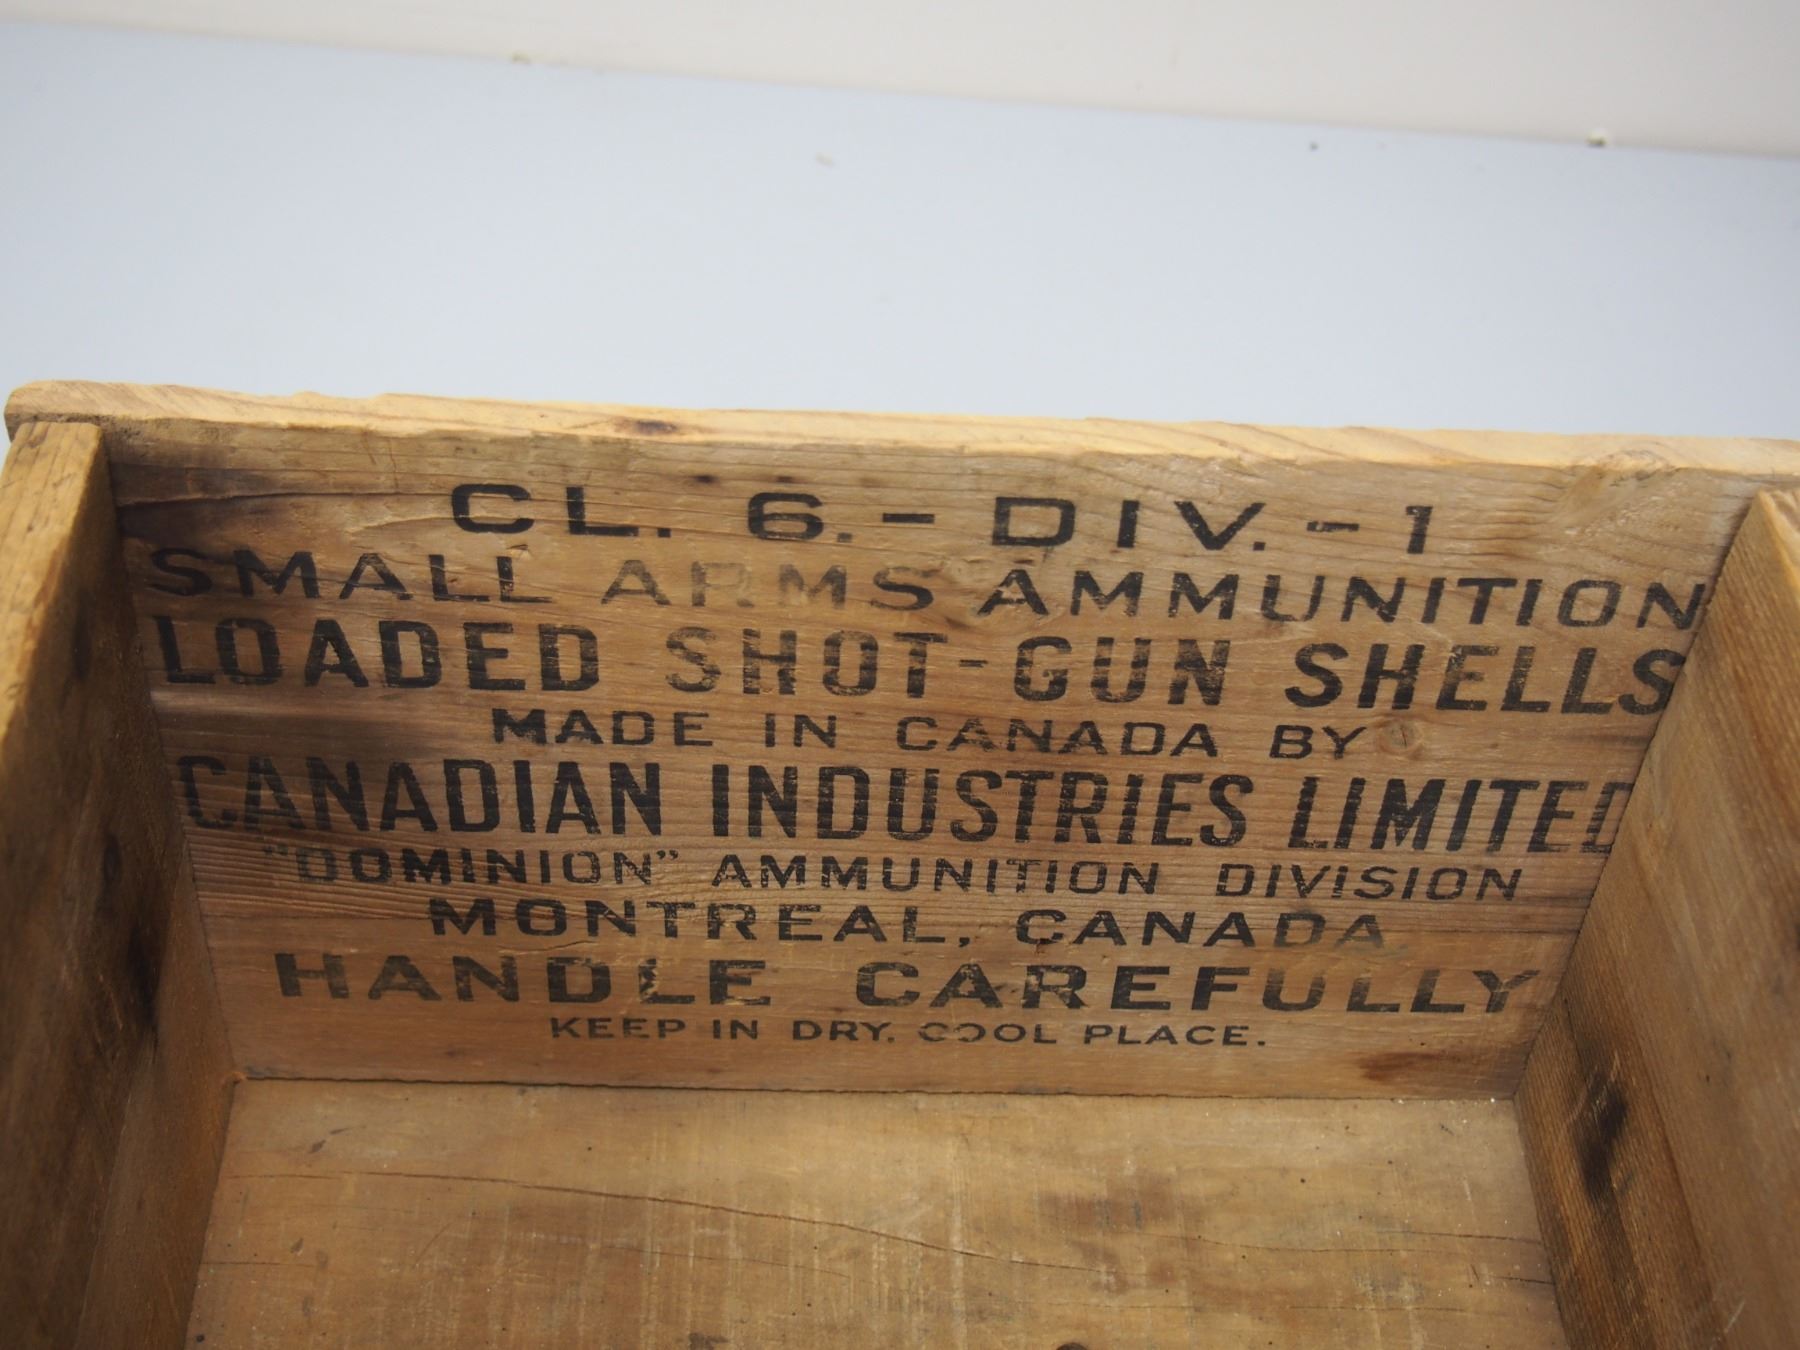 CL. 6. - DIV. - 1
SMALL ARMS AMMUNITION
LOADED SHOT-GUN SHELLS
MADE IN CANADA BY
CANADIAN INDUSTRIES LIMITED
"DOMINION" AMMUNITION DIVISION
MONTREAL, CANADA
HANDLE CAREFULLY
KEEP IN DRY. COOL PLACE.